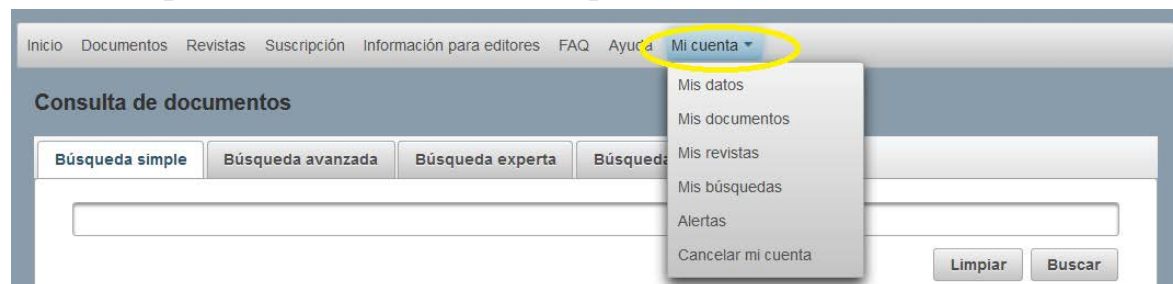 Inicio Documentos Revistas Suscripción Información para editores FAQ Ayuda Mi cuenta
Mis datos
Mis documentos
Mis revistas
Mis búsquedas
Alertas
Cancelar mi cuenta
Consulta de documentos
Búsqueda simple Búsqueda avanzada Búsqueda experta
Limpiar Buscar